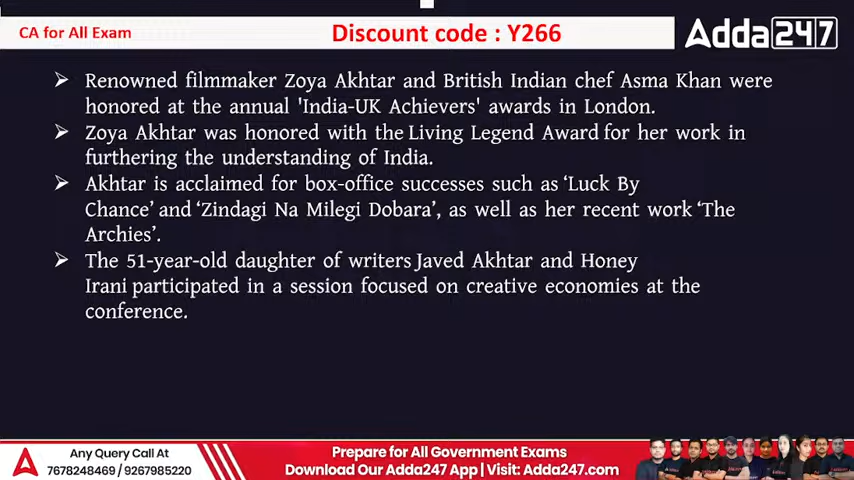 CA for All Exam
Discount code : Y266
Adda247
➢ Renowned filmmaker Zoya Akhtar and British Indian chef Asma Khan were
honored at the annual 'India-UK Achievers' awards in London.
➢ Zoya Akhtar was honored with the Living Legend Award for her work in
furthering the understanding of India.
➢ Akhtar is acclaimed for box-office successes such as ‘Luck By
Chance’ and ‘Zindagi Na Milegi Dobara’, as well as her recent work ‘The
Archies’.
➢ The 51-year-old daughter of writers Javed Akhtar and Honey
Irani participated in a session focused on creative economies at the
conference.
Any Query Call At
7678248469 / 9267985220
Prepare for All Government Exams
Download Our Adda247 App | Visit: Adda247.com